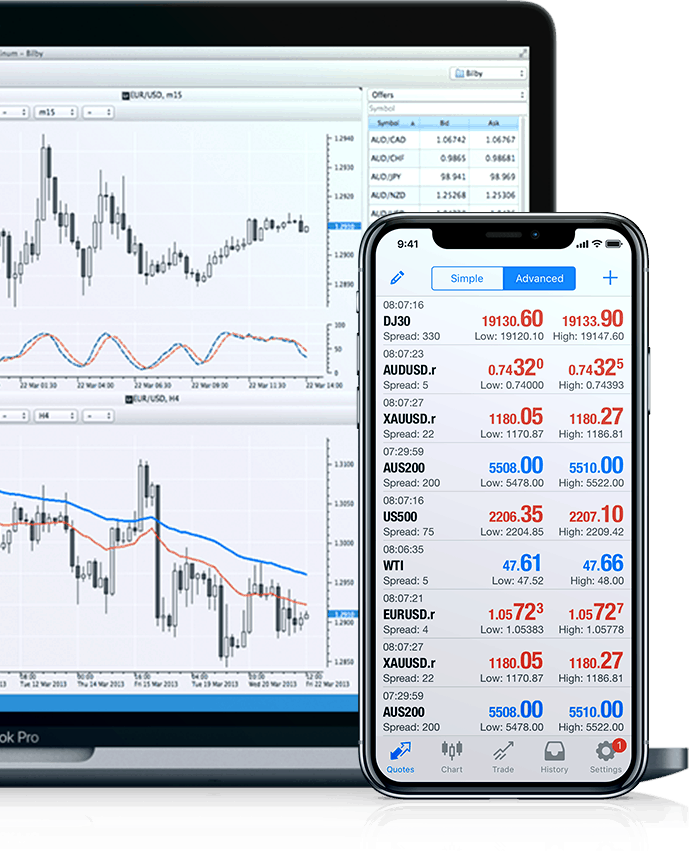 inum - Bilby
Bilby
EUR/USD, m15
Offers
Symbol
m15
Symbol Bid Ask
AUD/CAD 1.06742 1.06767
AUD/CHF 0.9865 0.98681
AUD/JPY 98.941 98.969
AUD/NZD 1.25268 1.25306
1.2940
1.2930
1.2920
1.2910
1.2900
1.2890
100
50
0
22 Mar 01:30 22 Mar 04:00 22 Mar 06:30 22 Mar 09:00 22 Mar 11:30 22 Mar 14:00
EUR/USD, H4
H4
1.3100
1.3050
1.3000
1.2950
1.2910
1.2900
1.2850
Tue 12 Mar 2013 Thu 14 Mar 2013 Fri 15 Mar 2013 Tue 19 Mar 2013 Wed 20 Mar 2013 Fri 22 Mar 2013
ok Pro
9:41
Simple Advanced +
08:07:16
DJ30 19130.60 19133.90
Spread: 330 Low: 19120.10 High: 19147.60
08:07:23
AUDUSD.r 0.74320 0.74325
Spread: 5 Low: 0.74000 High: 0.74393
08:07:27
XAUUSD.r 1180.05 1180.27
Spread: 22 Low: 1170.87 High: 1186.81
07:29:59
AUS200 5508.00 5510.00
Spread: 200 Low: 5478.00 High: 5522.00
08:07:16
US500 2206.35 2207.10
Spread: 75 Low: 2204.85 High: 2209.42
08:06:35
WTI 47.61 47.66
Spread: 5 Low: 47.52 High: 48.00
08:07:21
EURUSD.r 1.05723 1.05727
Spread: 4 Low: 1.05383 High: 1.05778
08:07:27
XAUUSD.r 1180.05 1180.27
Spread: 22 Low: 1170.87 High: 1186.81
07:29:59
AUS200 5508.00 5510.00
Spread: 200 Low: 5478.00 High: 5522.00
1
Quotes Chart Trade History Settings